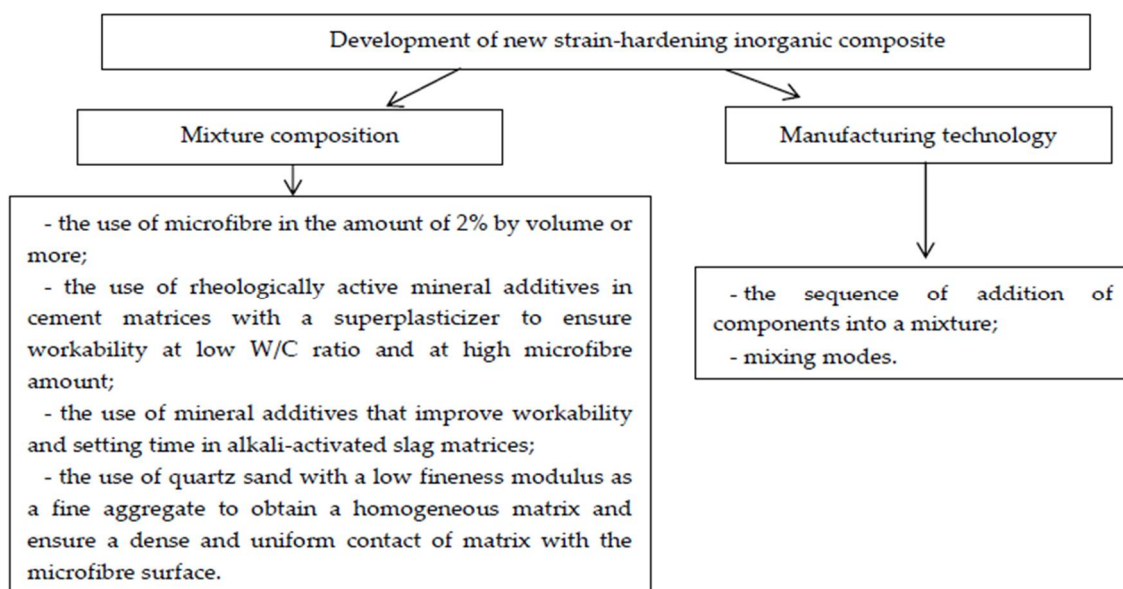 Development of new strain-hardening inorganic composite
Mixture composition
Manufacturing technology
- the use of microfibre in the amount of 2% by volume or
more;
- the use of rheologically active mineral additives in
cement matrices with a superplasticizer to ensure
workability at low W/C ratio and at high microfibre
amount;
- the use of mineral additives that improve workability
and setting time in alkali-activated slag matrices;
- the use of quartz sand with a low fineness modulus as
a fine aggregate to obtain a homogeneous matrix and
ensure a dense and uniform contact of matrix with the
microfibre surface.
- the sequence of addition of
components into a mixture;
- mixing modes.